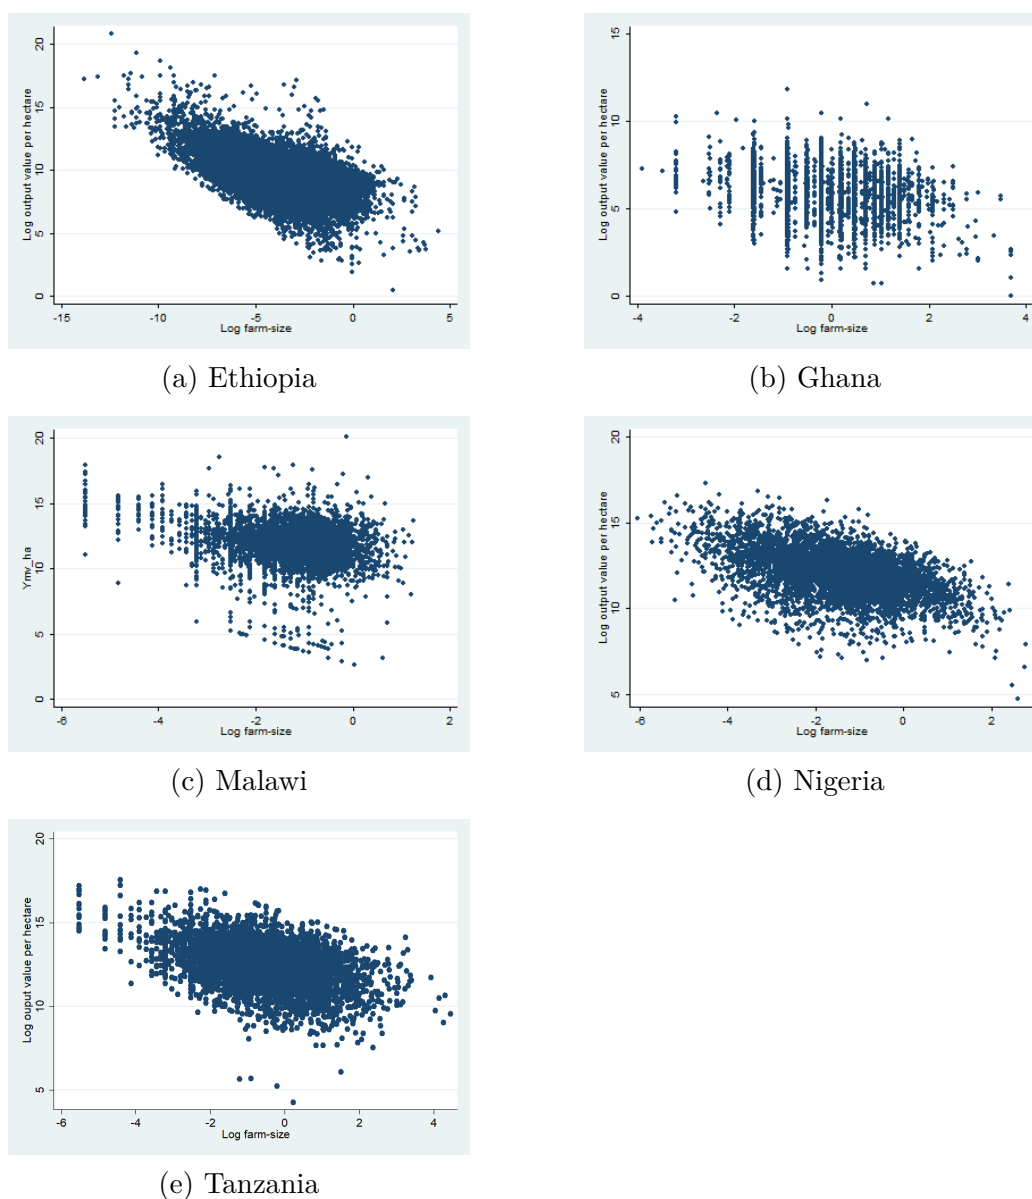 Log output value per hectare
20
15
10
5
0
-15 -10 -5 0 5
Log farm-size
(a) Ethiopia
Log output value per hectare
15
10
5
0
-4 -2 0 2 4
Log farm-size
(b) Ghana
Ymv_ha
20
15
10
5
0
-6 -4 -2 0 2
Log farm-size
(c) Malawi
Log output value per hectare
20
15
10
5
-6 -4 -2 0 2
Log farm-size
(d) Nigeria
Log ouput value per hectare
20
15
10
5
-6 -4 -2 0 2 4
Log farm-size
(e) Tanzania